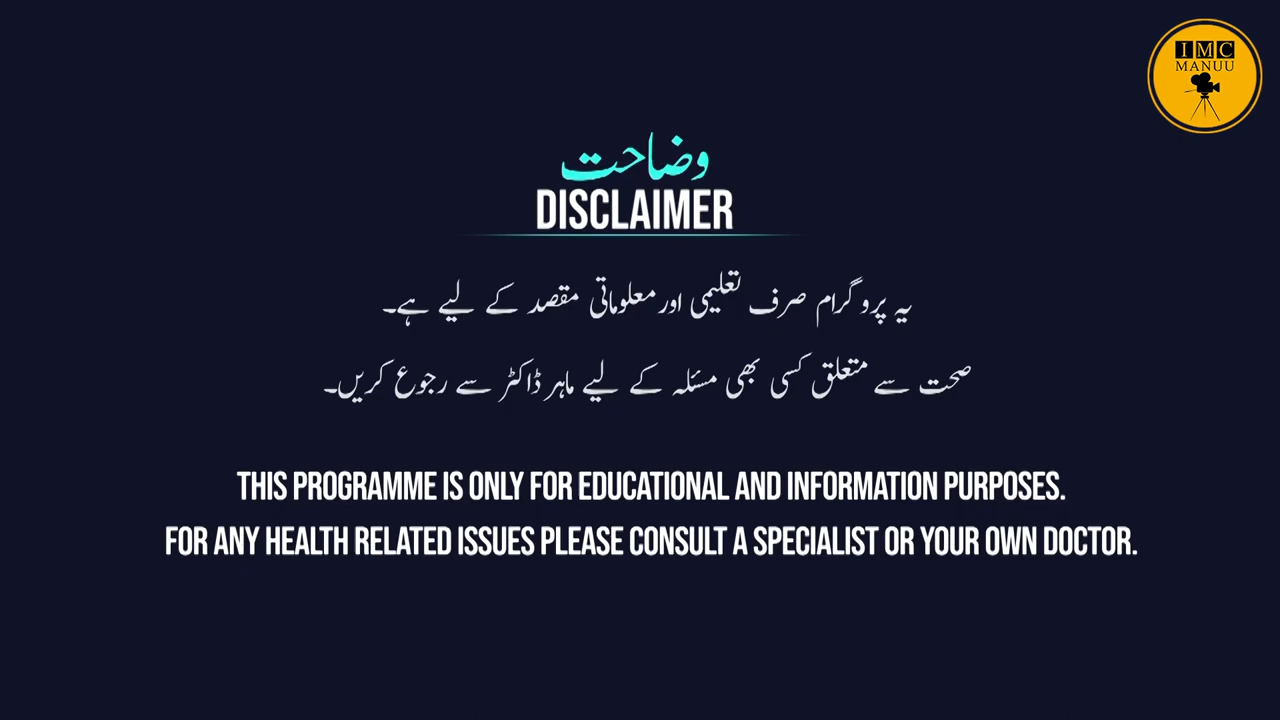 IMC
MANUU
وضاحت
DISCLAIMER
یہ پروگرام صرف تعلیمی اور معلوماتی مقصد کے لیے ہے۔
صحت سے متعلق کسی بھی مسئلہ کے لیے ماہر ڈاکٹر سے رجوع کریں۔
THIS PROGRAMME IS ONLY FOR EDUCATIONAL AND INFORMATION PURPOSES.
FOR ANY HEALTH RELATED ISSUES PLEASE CONSULT A SPECIALIST OR YOUR OWN DOCTOR.